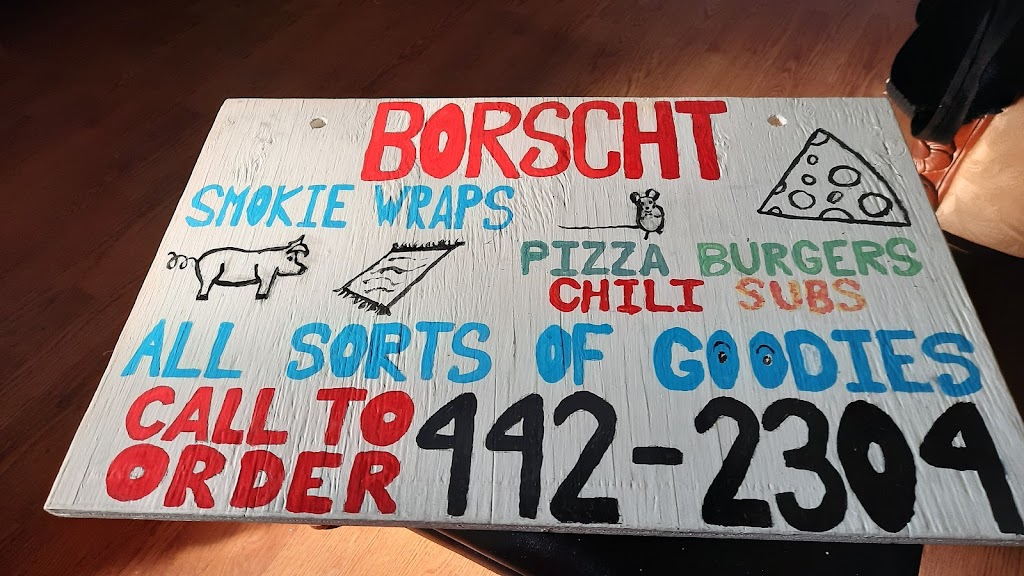 BORSCHT
SMOKIE WRAPS
PIZZA BURGERS
CHILI SUBS
ALL SORTS OF GOODIES
CALL TO
ORDER
442-2304